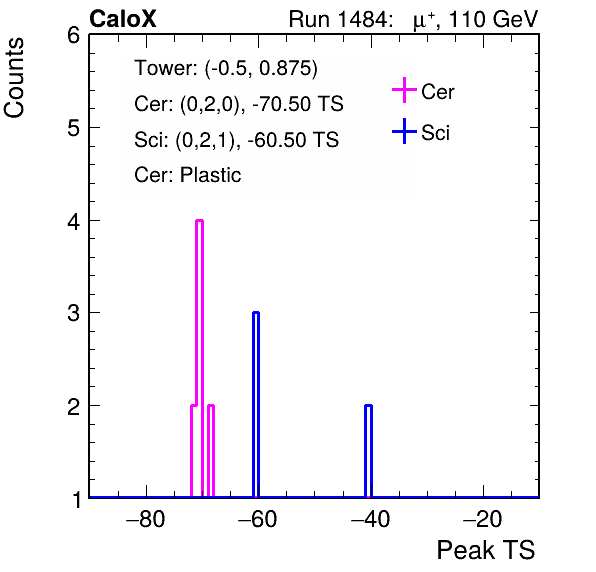 CaloX Run 1484: μ⁺, 110 GeV
Counts
6
5
4
3
2
1
Tower: (-0.5, 0.875)
Cer: (0,2,0), -70.50 TS
Sci: (0,2,1), -60.50 TS
Cer: Plastic
Cer
Sci
−80 −60 −40 −20
Peak TS